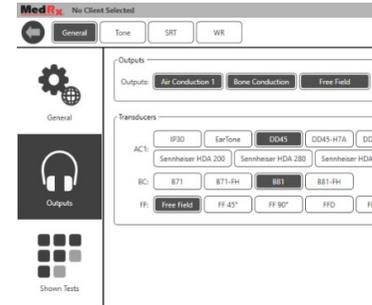 MedRx. No Client Selected
General Tone SRT WR
General
Outputs
Shown Tests
Outputs
Outputs: Air Conduction 1 Bone Conduction Free Field
Transducers
AC1: IP30 EarTone DD45 DD45-H7A
Sennheiser HDA 200 Sennheiser HDA 280 Sennheiser HDA
BC: B71 B71-FH B81 B81-FH
FF: Free Field FF 45° FF 90° FFD